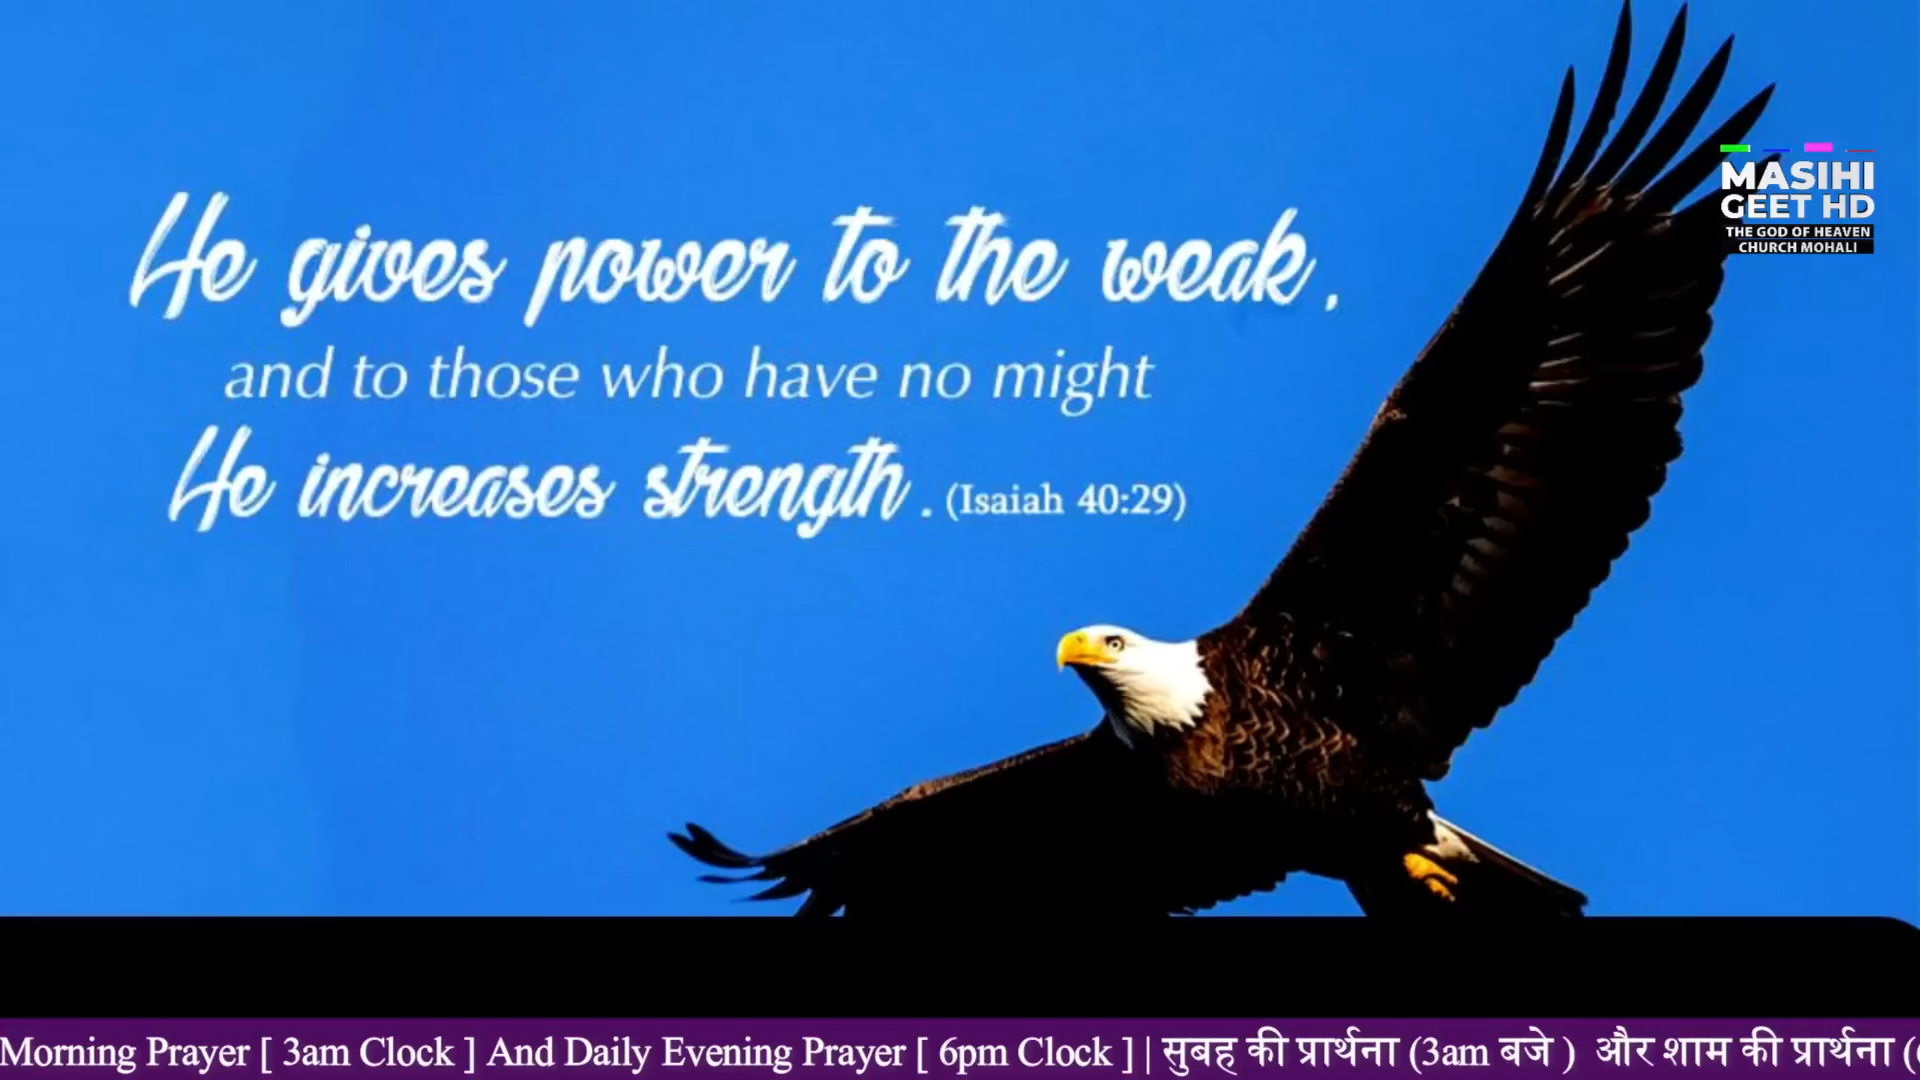 He gives power to the weak,
and to those who have no might
He increases strength. (Isaiah 40:29)
MASIHI
GEET HD
THE GOD OF HEAVEN
CHURCH MOHALI
Morning Prayer [ 3am Clock ] And Daily Evening Prayer [ 6pm Clock ] | सुबह की प्रार्थना (3am बजे ) और शाम की प्रार्थना (